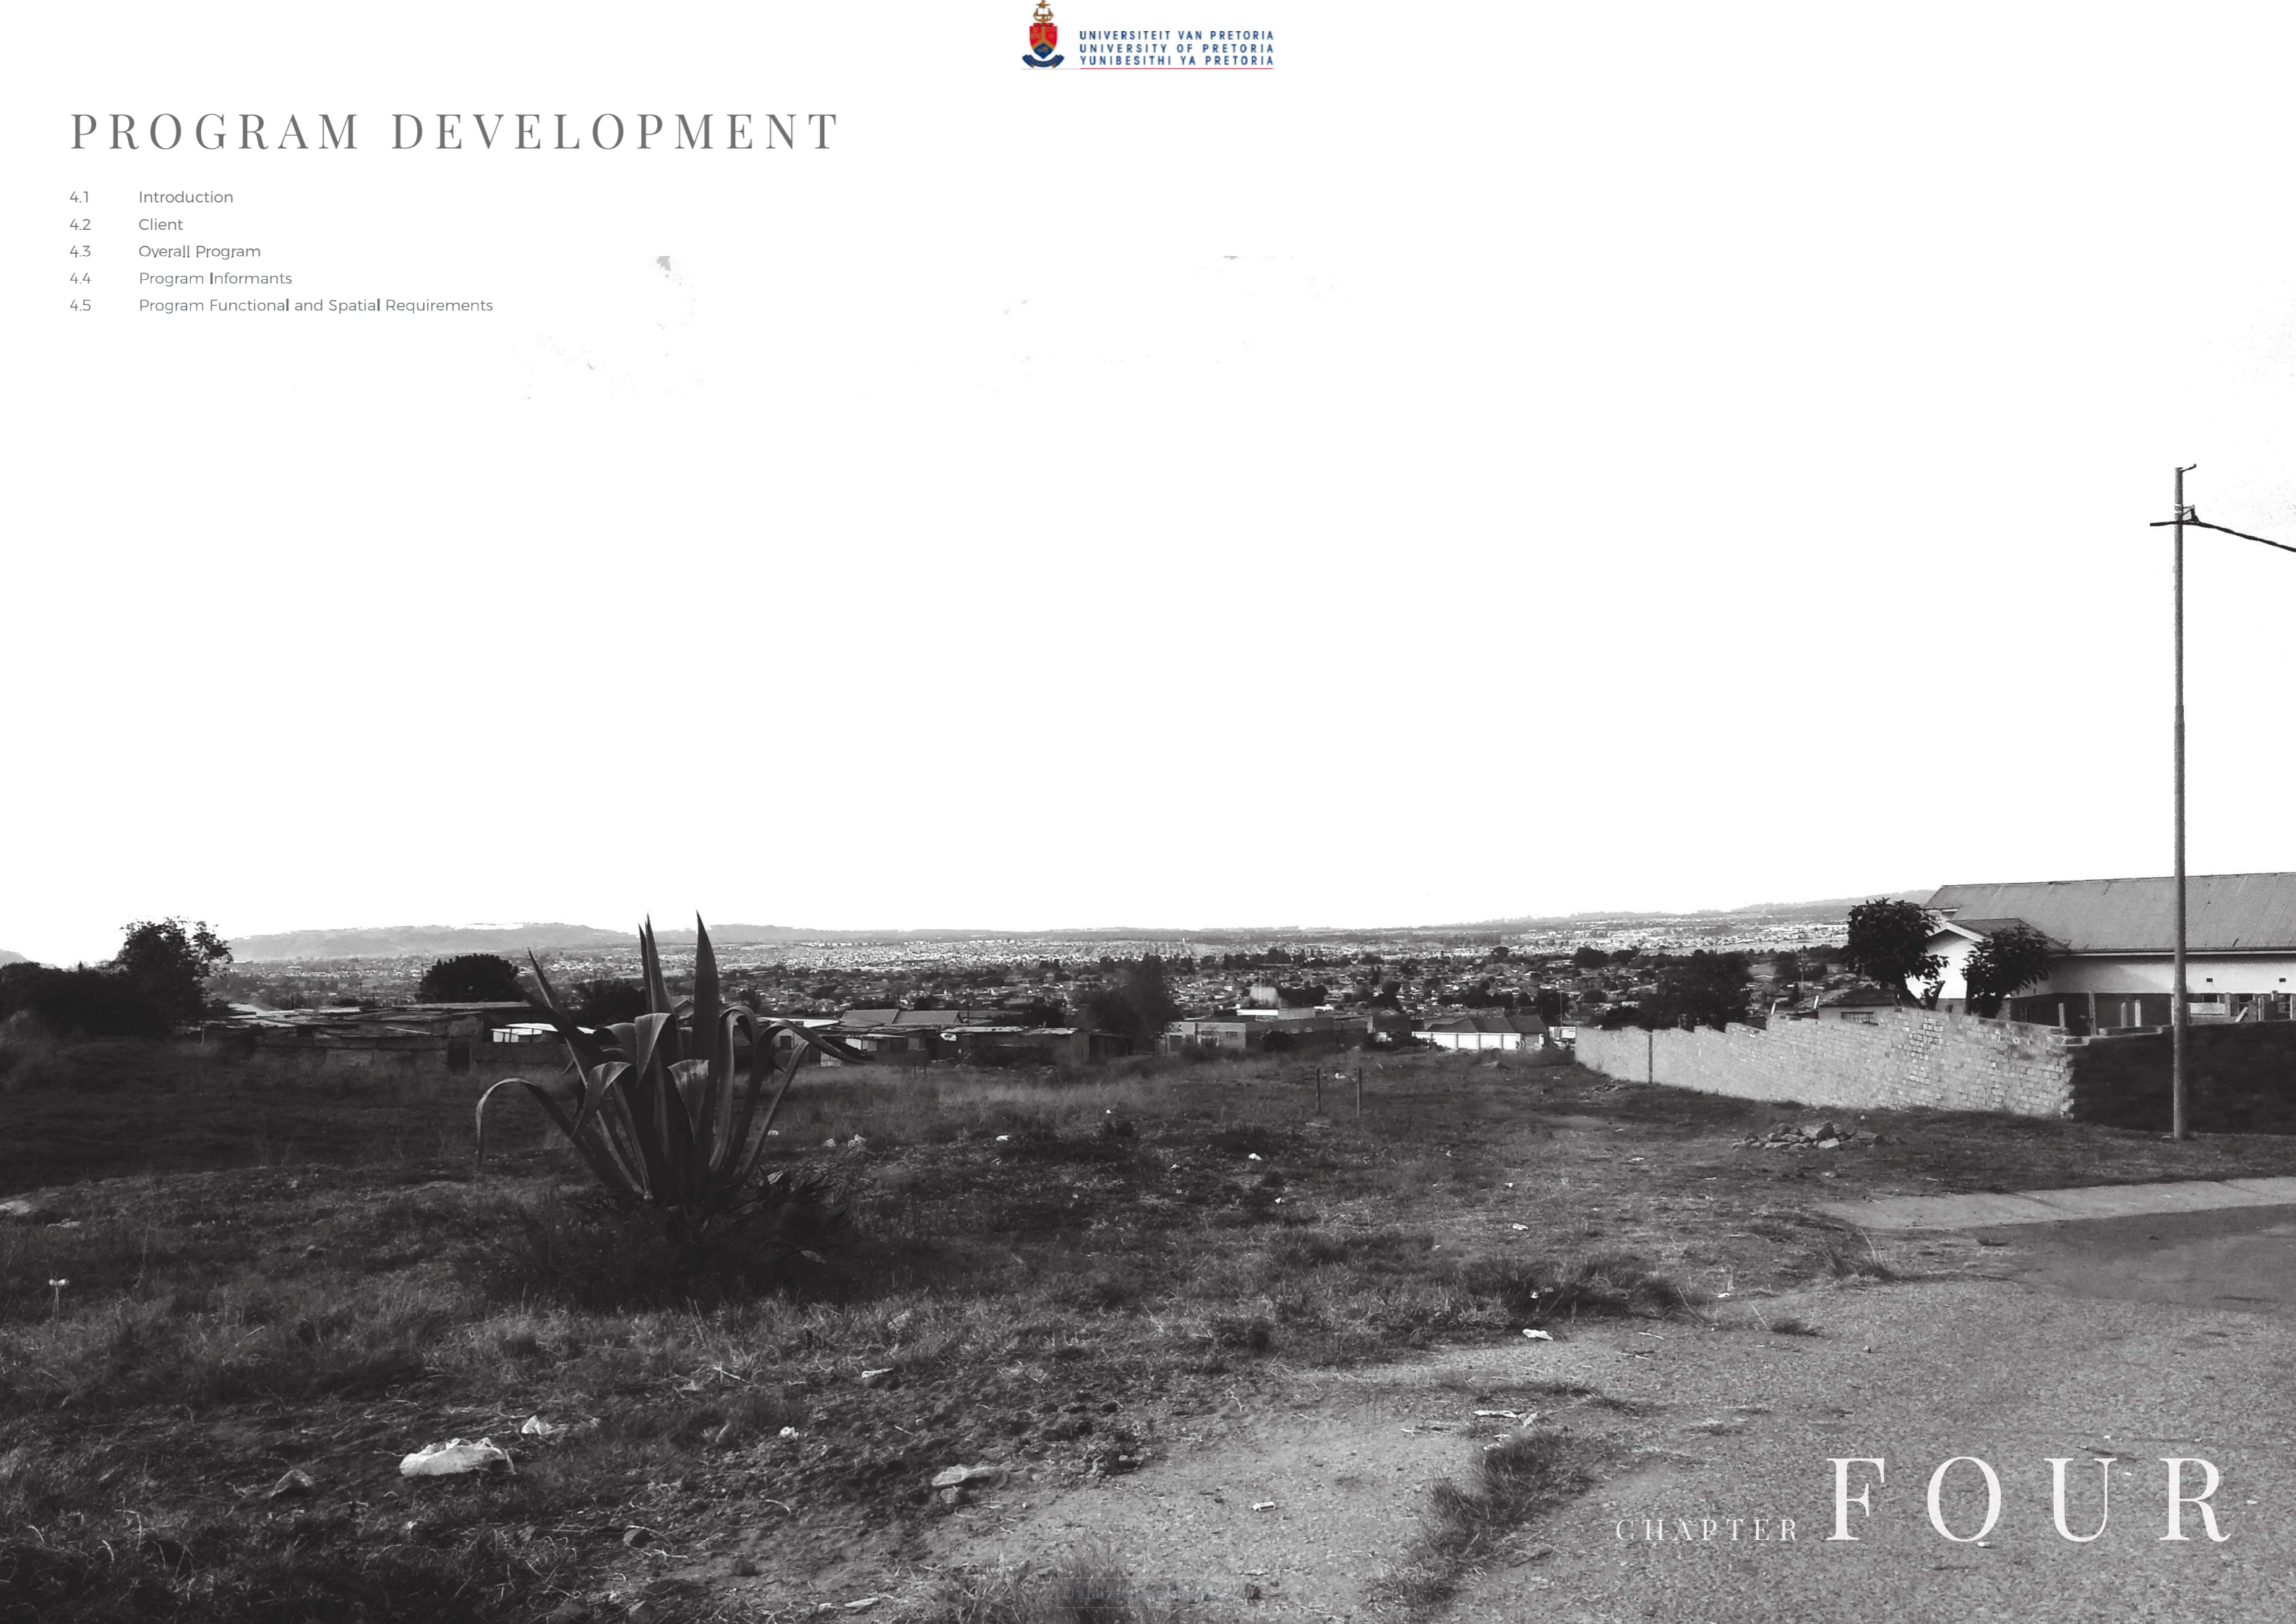 UNIVERSITEIT VAN PRETORIA
UNIVERSITY OF PRETORIA
YUNIBESITHI YA PRETORIA
PROGRAM DEVELOPMENT
4.1 Introduction
4.2 Client
4.3 Overall Program
4.4 Program Informants
4.5 Program Functional and Spatial Requirements
CHAPTER FOUR